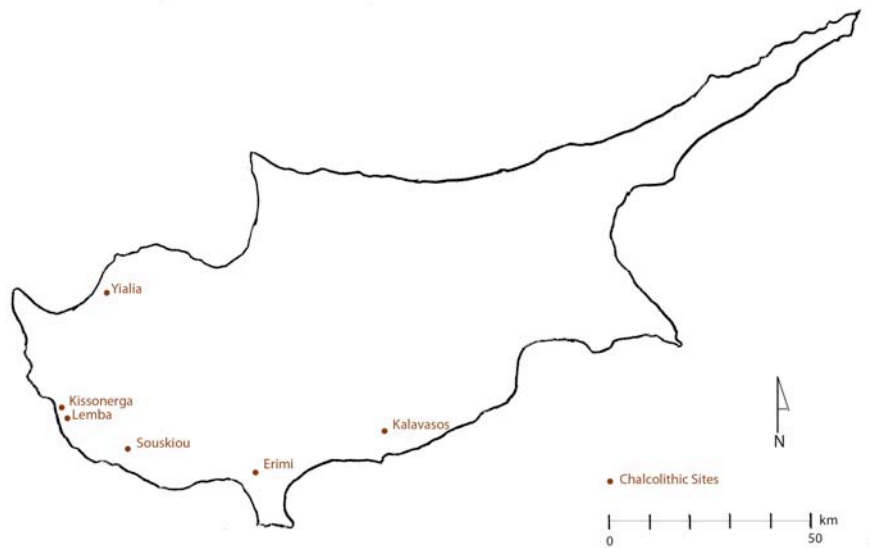 Yialia
Kissonerga
Lemba
Souskiou
Kalavasos
Erimi
N
Chalcolithic Sites
km
0
50